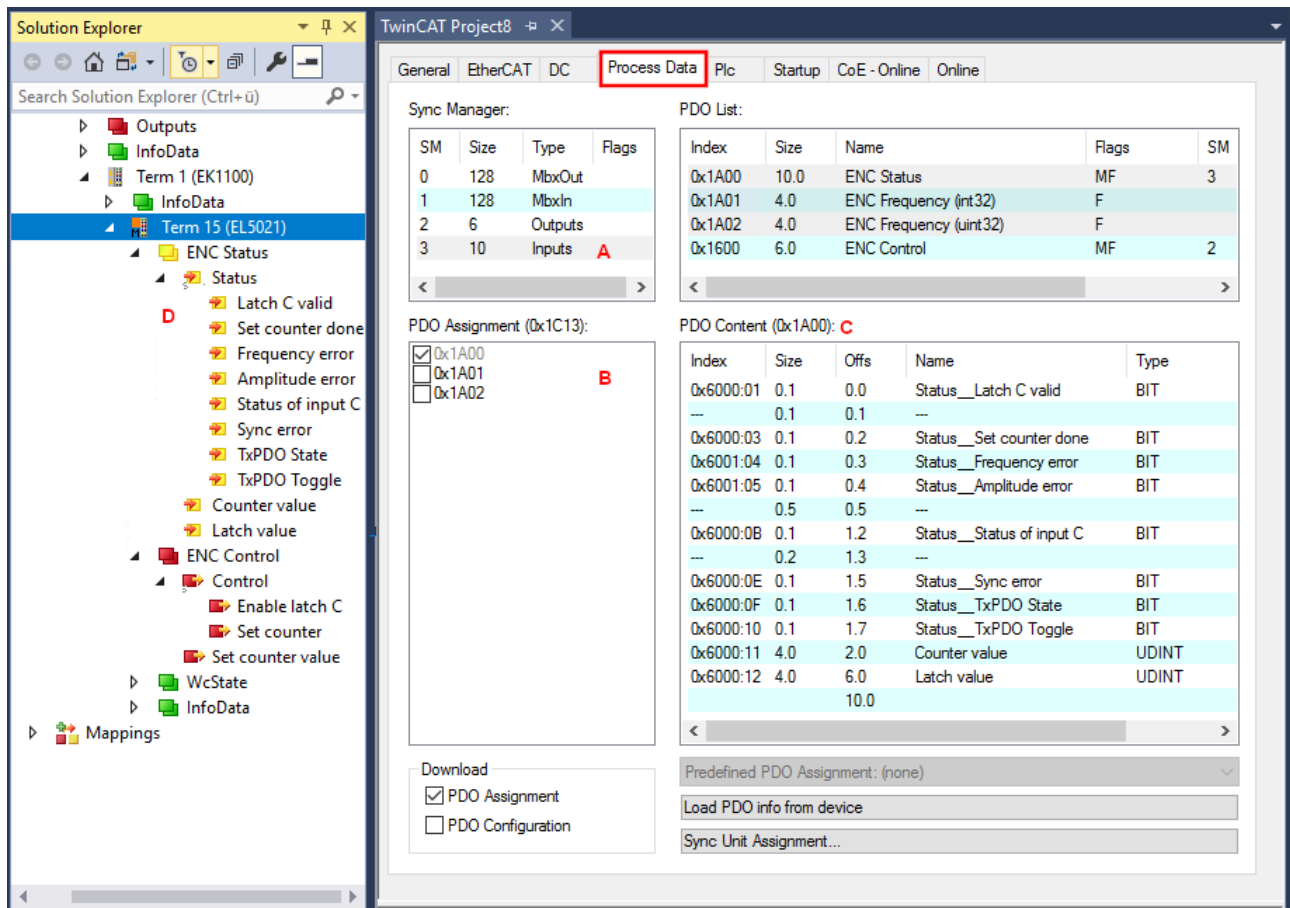 Solution Explorer
Search Solution Explorer (Ctrl+ü)
Outputs
InfoData
Term 1 (EK1100)
InfoData
Term 15 (EL5021)
ENC Status
Status
Latch C valid
D
Set counter done
Frequency error
Amplitude error
Status of input C
Sync error
TxPDO State
TxPDO Toggle
Counter value
Latch value
ENC Control
Control
Enable latch C
Set counter
Set counter value
WcState
InfoData
Mappings
TwinCAT Project8
General EtherCAT DC Process Data Plc Startup CoE - Online Online
Sync Manager:
SM Size Type Flags
0 128 MbxOut
1 128 MbxIn
2 6 Outputs
3 10 Inputs A
PDO List:
Index Size Name Flags SM
0x1A00 10.0 ENC Status MF 3
0x1A01 4.0 ENC Frequency (int32) F
0x1A02 4.0 ENC Frequency (uint32) F
0x1600 6.0 ENC Control MF 2
PDO Assignment (0x1C13):
0x1A00
0x1A01
0x1A02
B
PDO Content (0x1A00): C
Index Size Offs Name Type
0x6000:01 0.1 0.0 Status__Latch C valid BIT
--- 0.1 0.1 ---
0x6000:03 0.1 0.2 Status__Set counter done BIT
0x6001:04 0.1 0.3 Status__Frequency error BIT
0x6001:05 0.1 0.4 Status__Amplitude error BIT
--- 0.5 0.5 ---
0x6000:0B 0.1 1.2 Status__Status of input C BIT
--- 0.2 1.3 ---
0x6000:0E 0.1 1.5 Status__Sync error BIT
0x6000:0F 0.1 1.6 Status__TxPDO State BIT
0x6000:10 0.1 1.7 Status__TxPDO Toggle BIT
0x6000:11 4.0 2.0 Counter value UDINT
0x6000:12 4.0 6.0 Latch value UDINT
10.0
Download
PDO Assignment
PDO Configuration
Predefined PDO Assignment: (none)
Load PDO info from device
Sync Unit Assignment...